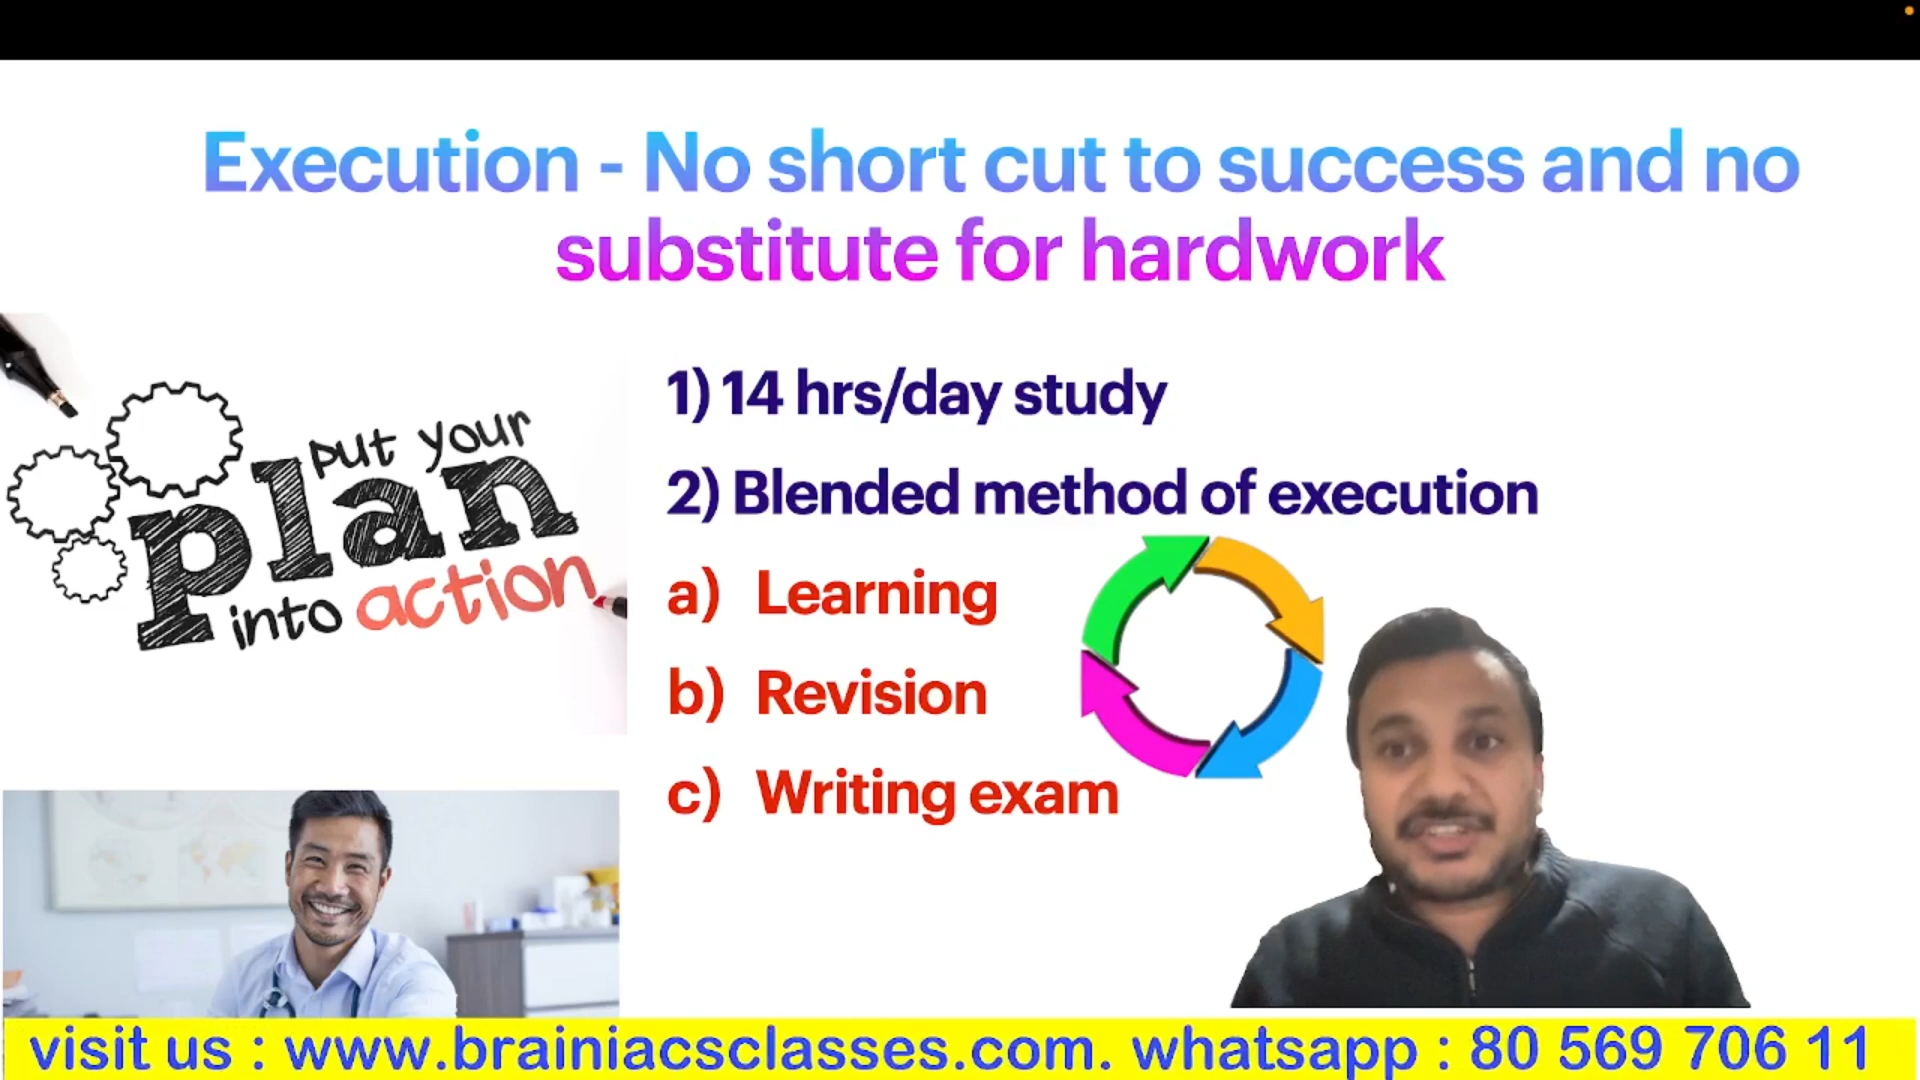 Execution - No short cut to success and no
substitute for hardwork
put your
plan
into action
1) 14 hrs/day study
2) Blended method of execution
a) Learning
b) Revision
c) Writing exam
visit us : www.brainiacsclasses.com. whatsapp : 80 569 706 11